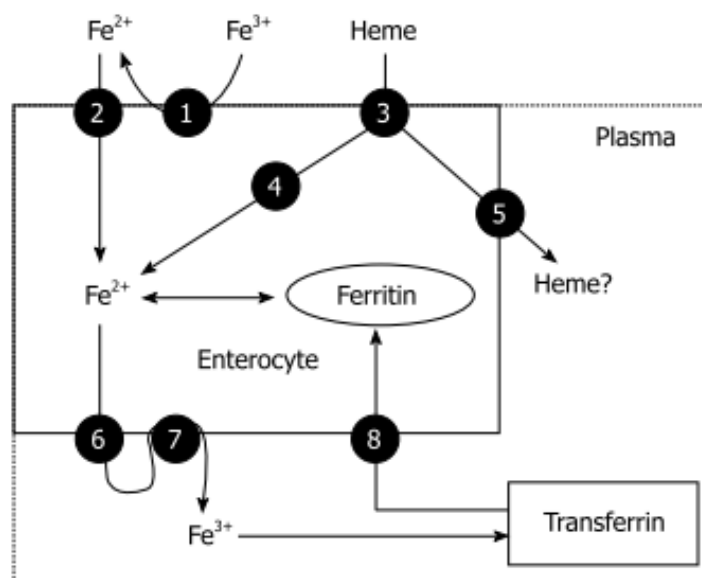 Fe²⁺ Fe³⁺ Heme
2 1 3
Plasma
4
5
Fe²⁺ Ferritin Heme?
Enterocyte
6 7 8
Fe³⁺ Transferrin